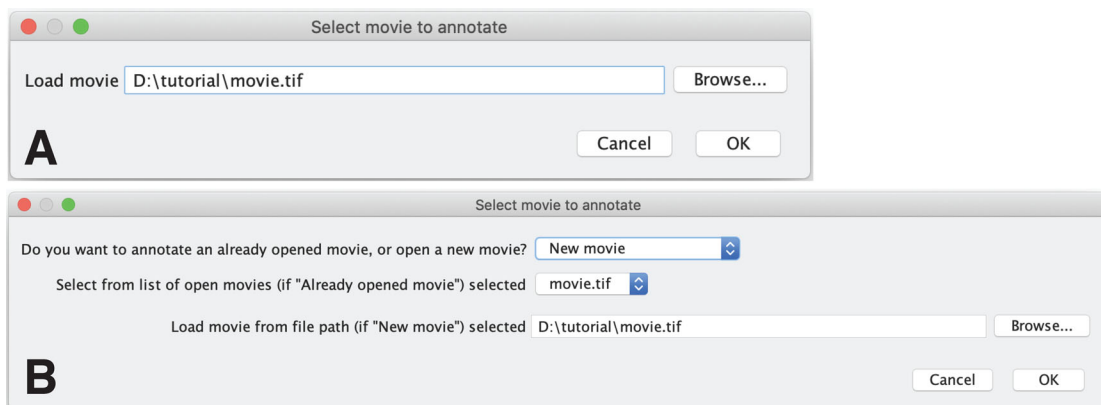 Select movie to annotate
Load movie D:\tutorial\movie.tif Browse...
A Cancel OK
Select movie to annotate
Do you want to annotate an already opened movie, or open a new movie? New movie
Select from list of open movies (if "Already opened movie") selected movie.tif
Load movie from file path (if "New movie") selected D:\tutorial\movie.tif Browse...
B Cancel OK